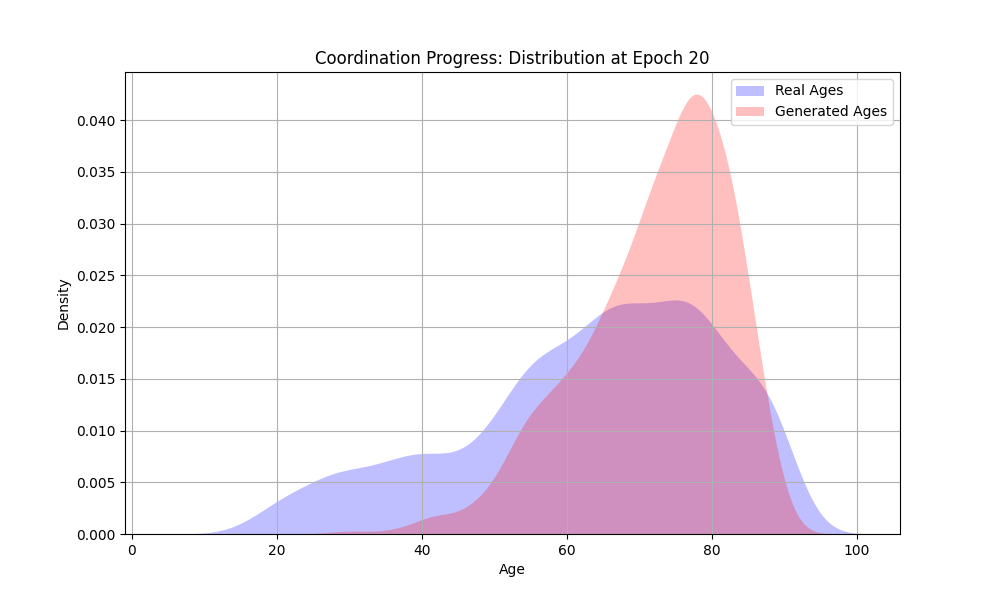 Coordination Progress: Distribution at Epoch 20
Real Ages
Generated Ages
0.040
0.035
0.030
0.025
0.020
0.015
0.010
0.005
0.000
Density
0 20 40 60 80 100
Age